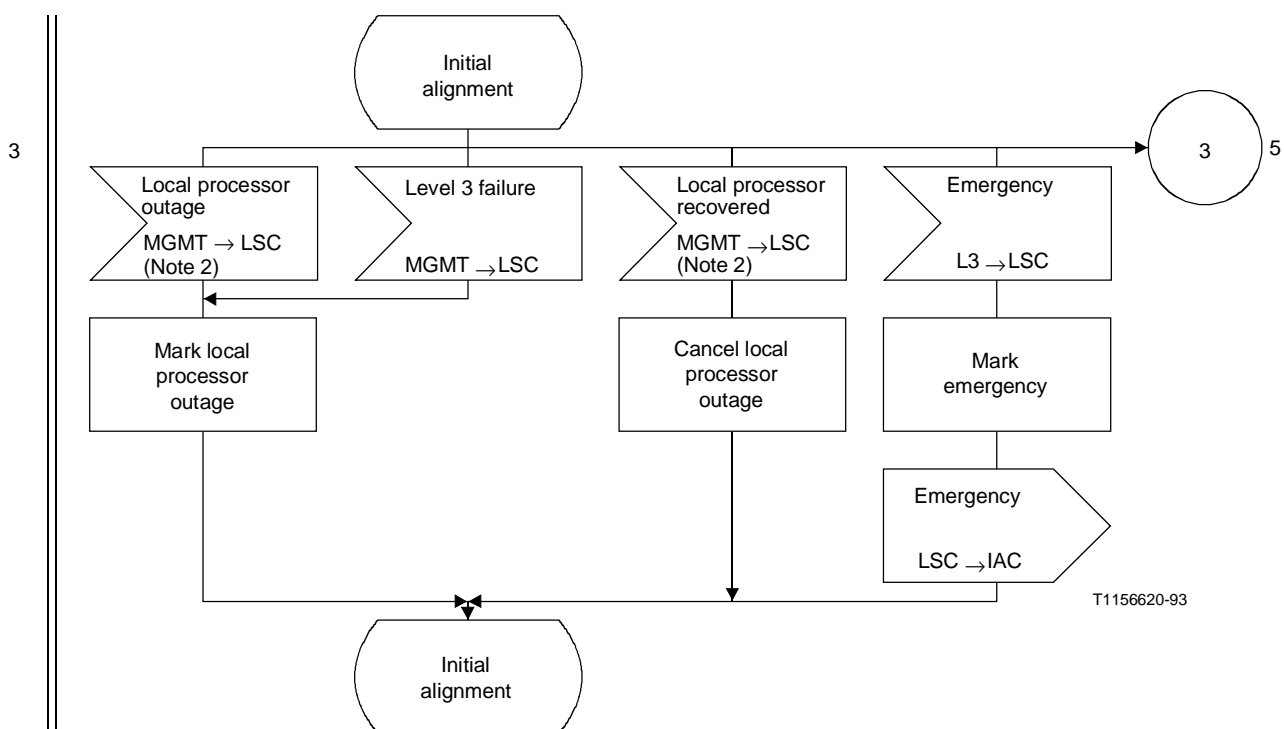 Initial
alignment
3
3
5
Local processor
outage
MGMT → LSC
(Note 2)
Level 3 failure
MGMT → LSC
Local processor
recovered
MGMT → LSC
(Note 2)
Emergency
L3 → LSC
Mark local
processor
outage
Cancel local
processor
outage
Mark
emergency
Emergency
LSC → IAC
T1156620-93
Initial
alignment